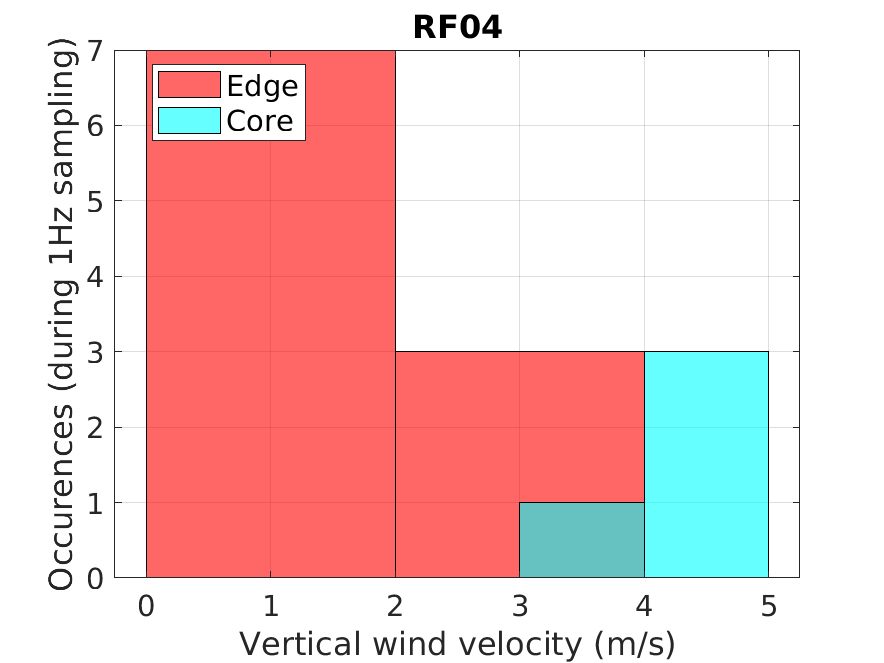 RF04
Occurences (during 1Hz sampling)
7
6
5
4
3
2
1
0
Edge
Core
0 1 2 3 4 5
Vertical wind velocity (m/s)